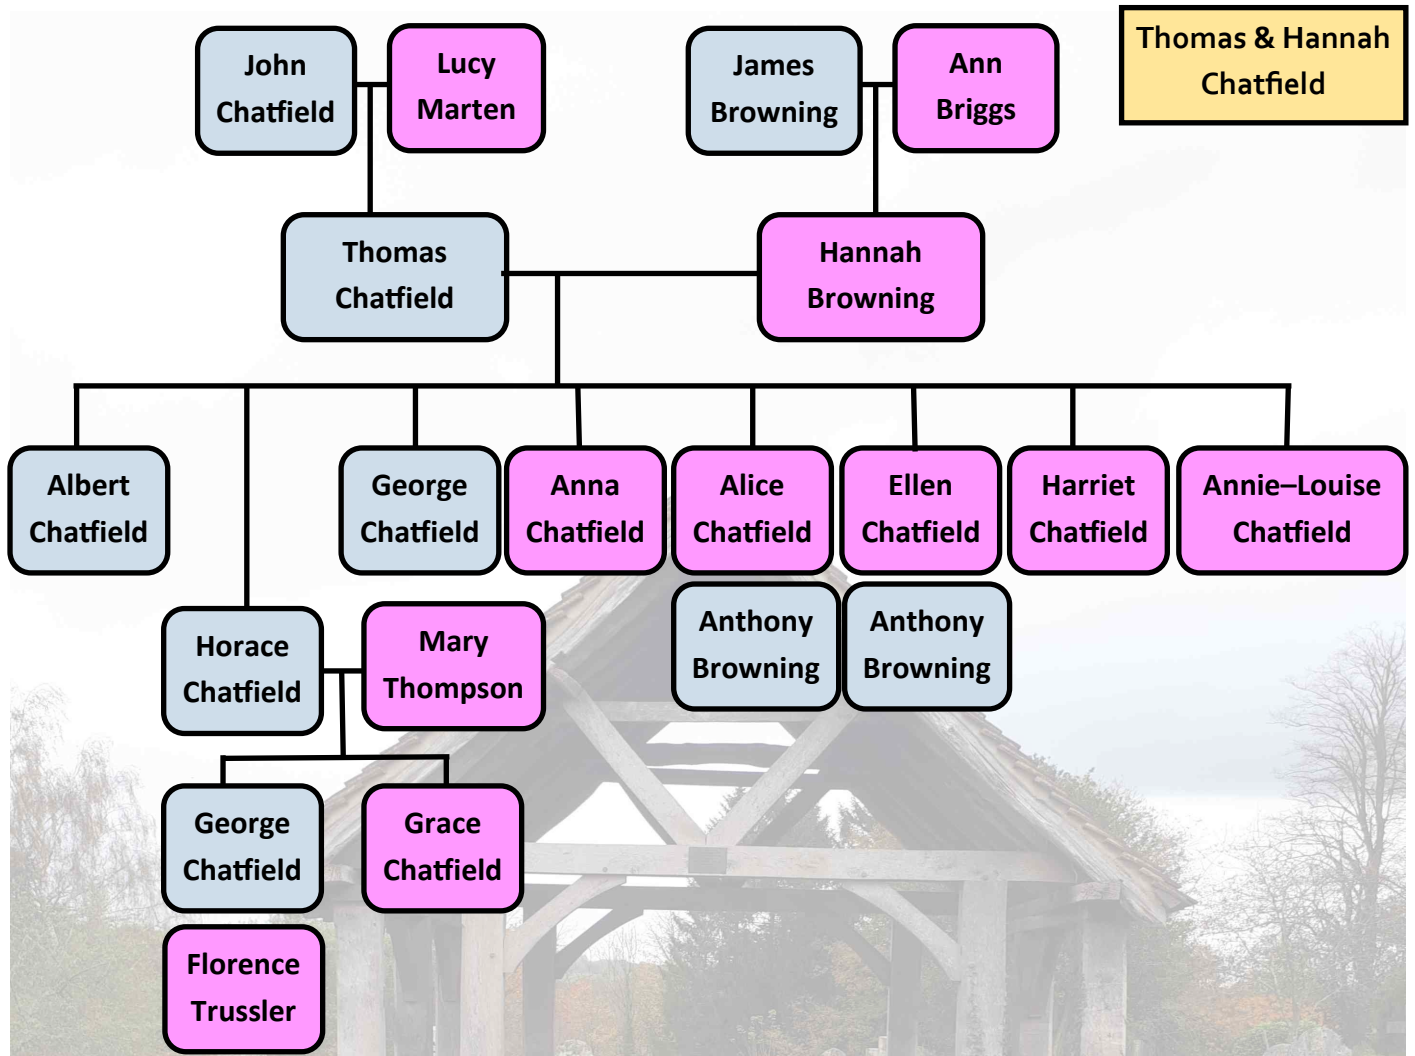 Thomas & Hannah
Chatfield
John
Chatfield
Lucy
Marten
James
Browning
Ann
Briggs
Thomas
Chatfield
Hannah
Browning
Albert
Chatfield
George
Chatfield
Anna
Chatfield
Alice
Chatfield
Ellen
Chatfield
Harriet
Chatfield
Annie–Louise
Chatfield
Horace
Chatfield
Mary
Thompson
Anthony
Browning
Anthony
Browning
George
Chatfield
Grace
Chatfield
Florence
Trussler